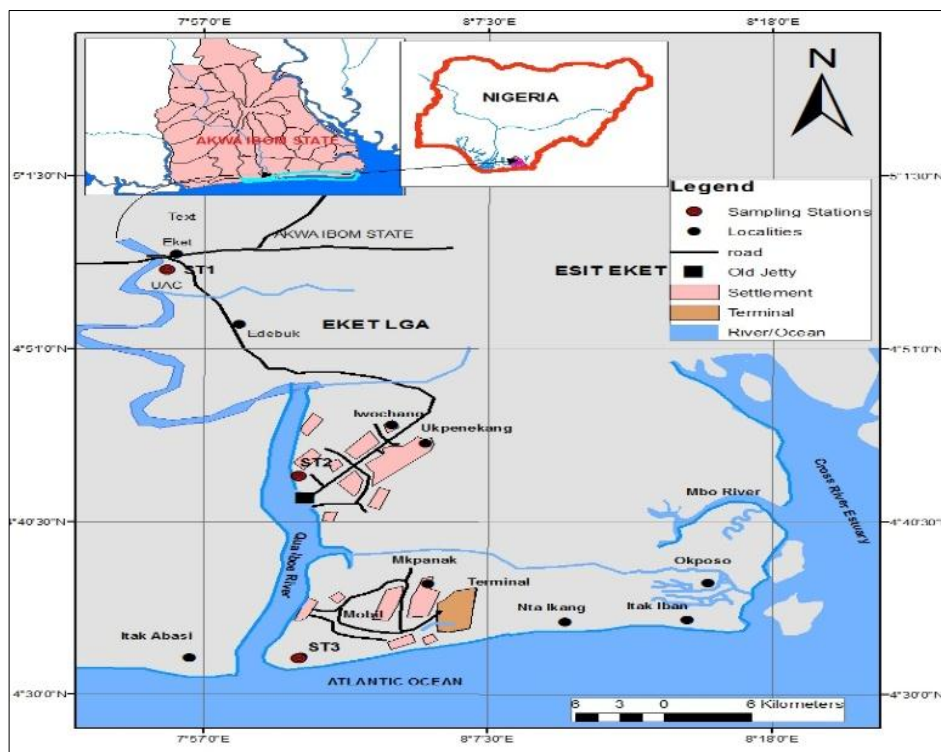 7°57'0"E
8°7'30"E
8°18'0"E
N
NIGERIA
AKWA IBOM STATE
5°1'30"N
5°1'30"N
Legend
Sampling Stations
Localities
road
Old Jetty
Settlement
Terminal
River/Ocean
Text
Eket
AKWA IBOM STATE
ST1
UAC
ESIT EKET
EKET LGA
Edebuk
4°51'0"N
4°51'0"N
Iwochang
Ukpenekang
ST2
Cross River Estuary
Mbo River
4°40'30"N
4°40'30"N
Qua Iboe River
Mkpanak
Terminal
Okposo
Mobil
Nta Ikang
Itak Iban
Itak Abasi
ST3
ATLANTIC OCEAN
4°30'0"N
4°30'0"N
6 3 0 6 Kilometers
7°57'0"E
8°7'30"E
8°18'0"E